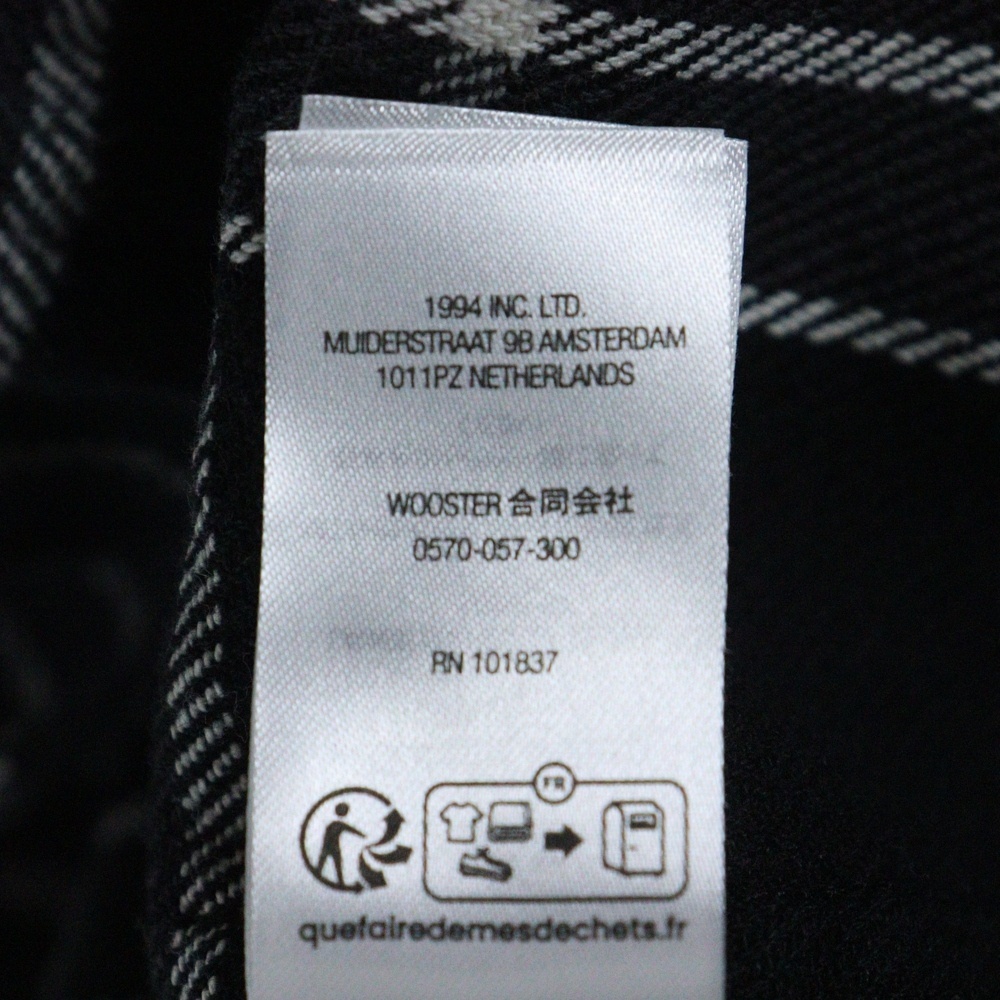 1994 INC. LTD.
MUIDERSTRAAT 9B AMSTERDAM
1011PZ NETHERLANDS
WOOSTER 合同会社
0570-057-300
RN 101837
FR
quefairedemesdechets.fr